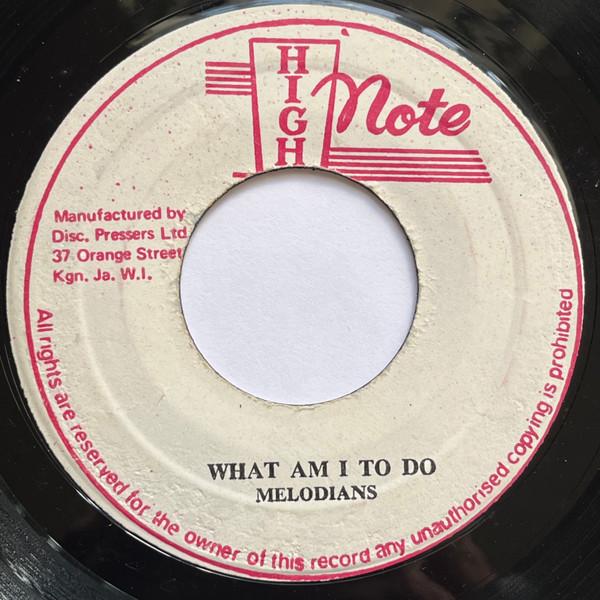 HIGH Note
Manufactured by
Disc. Pressers Ltd
37 Orange Street
Kgn. Ja. W.I.
WHAT AM I TO DO
MELODIANS
All rights are reserved for the owner of this record any unauthorised copying is prohibited